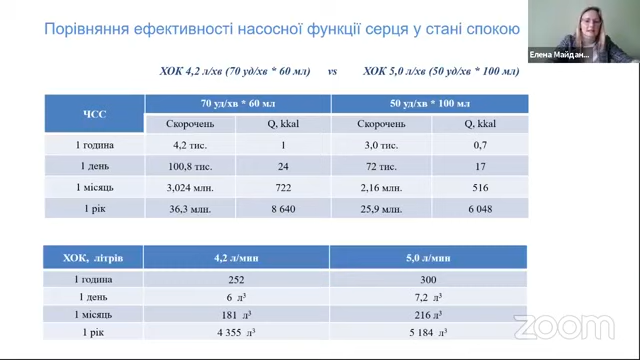 Порівняння ефективності насосної функції серця у стані спокою
Елена Майдан...
ХОК 4,2 л/хв (70 уд/хв * 60 мл) vs ХОК 5,0 л/хв (50 уд/хв * 100 мл)
ЧСС 70 уд/хв * 60 мл 50 уд/хв * 100 мл
Скорочень Q, kkal Скорочень Q, kkal
1 година 4,2 тис. 1 3,0 тис. 0,7
1 день 100,8 тис. 24 72 тис. 17
1 місяць 3,024 млн. 722 2,16 млн. 516
1 рік 36,3 млн. 8 640 25,9 млн. 6 048
ХОК, літрів 4,2 л/мин 5,0 л/мин
1 година 252 300
1 день 6 л³ 7,2 л³
1 місяць 181 л³ 216 л³
1 рік 4 355 л³ 5 184 л³
zoom